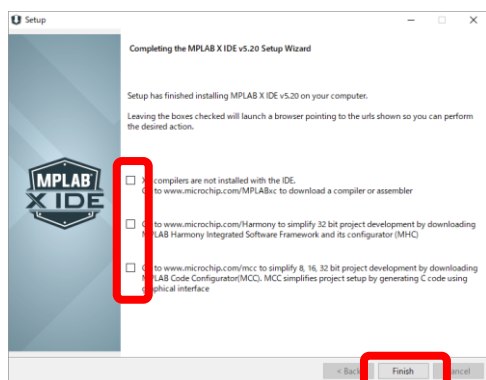 Setup
Completing the MPLAB X IDE v5.20 Setup Wizard
Setup has finished installing MPLAB X IDE v5.20 on your computer.
Leaving the boxes checked will launch a browser pointing to the urls shown so you can perform
the desired action.
MPLAB
X IDE
compilers are not installed with the IDE.
to www.microchip.com/MPLABxc to download a compiler or assembler
to www.microchip.com/Harmony to simplify 32 bit project development by downloading
MPLAB Harmony Integrated Software Framework and its configurator (MHC)
to www.microchip.com/mcc to simplify 8, 16, 32 bit project development by downloading
MPLAB Code Configurator(MCC). MCC simplifies project setup by generating C code using
graphical interface
< Back Finish Cancel